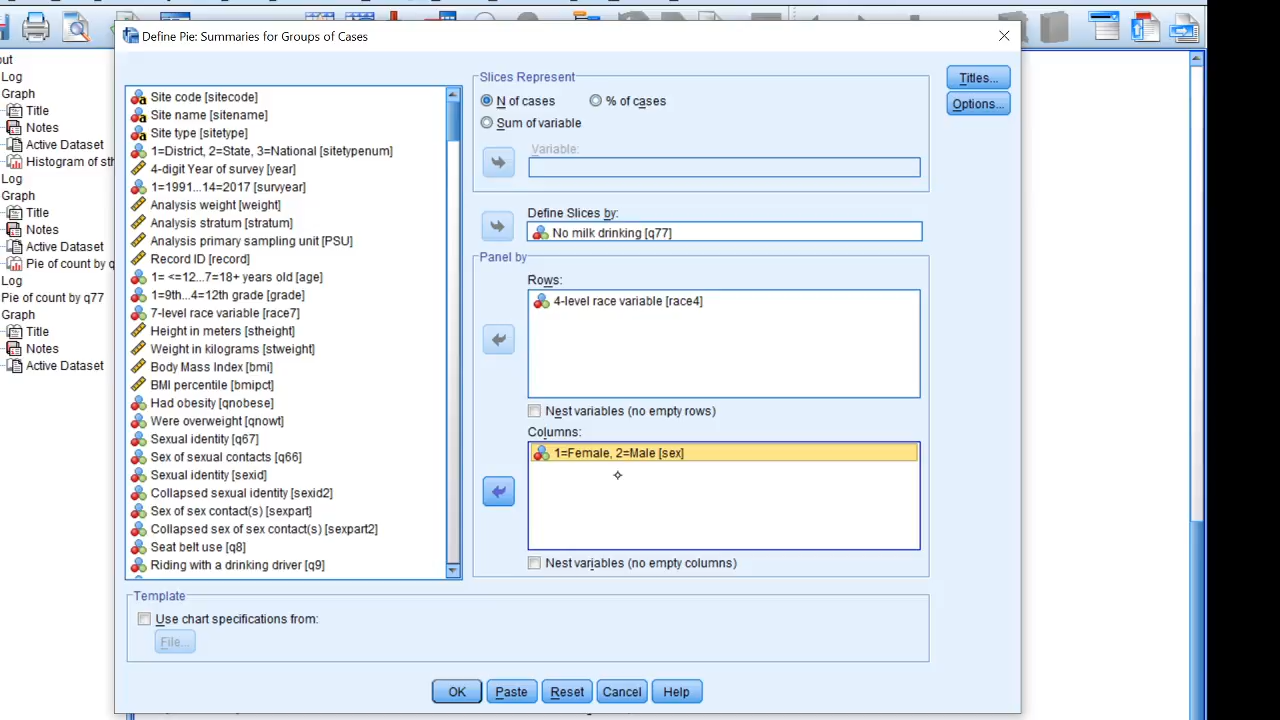 Define Pie: Summaries for Groups of Cases
out
Log
Graph
Title
Notes
Active Dataset
Histogram of sth
Log
Graph
Title
Notes
Active Dataset
Pie of count by q
Log
Pie of count by q77
Graph
Title
Notes
Active Dataset
Site code [sitecode]
Site name [sitename]
Site type [sitetype]
1=District, 2=State, 3=National [sitetypenum]
4-digit Year of survey [year]
1=1991...14=2017 [survyear]
Analysis weight [weight]
Analysis stratum [stratum]
Analysis primary sampling unit [PSU]
Record ID [record]
1= <=12...7=18+ years old [age]
1=9th...4=12th grade [grade]
7-level race variable [race7]
Height in meters [stheight]
Weight in kilograms [stweight]
Body Mass Index [bmi]
BMI percentile [bmipct]
Had obesity [qnobese]
Were overweight [qnowt]
Sexual identity [q67]
Sex of sexual contacts [q66]
Sexual identity [sexid]
Collapsed sexual identity [sexid2]
Sex of sex contact(s) [sexpart]
Collapsed sex of sex contact(s) [sexpart2]
Seat belt use [q8]
Riding with a drinking driver [q9]
Slices Represent
N of cases
% of cases
Sum of variable
Variable:
Define Slices by:
No milk drinking [q77]
Panel by
Rows:
4-level race variable [race4]
Nest variables (no empty rows)
Columns:
1=Female, 2=Male [sex]
Nest variables (no empty columns)
Titles...
Options...
Template
Use chart specifications from:
File...
OK
Paste
Reset
Cancel
Help